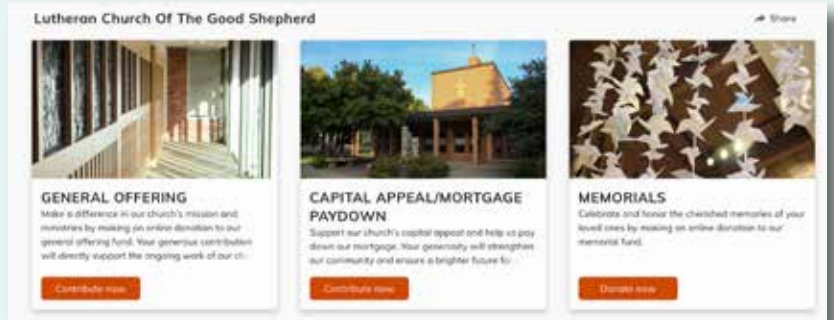 Lutheran Church Of The Good Shepherd
Share
GENERAL OFFERING
Make a difference in our church's mission and
ministries by making an online donation to our
general offering fund. Your generous contribution
will directly support the ongoing work of our ch
Contribute now
CAPITAL APPEAL/MORTGAGE
PAYDOWN
Support our church's capital appeal and help us pay
down our mortgage. Your generosity will strengthen
our community and ensure a brighter future fo
Contribute now
MEMORIALS
Celebrate and honor the cherished memories of your
loved ones by making an online donation to our
memorial fund.
Donate now